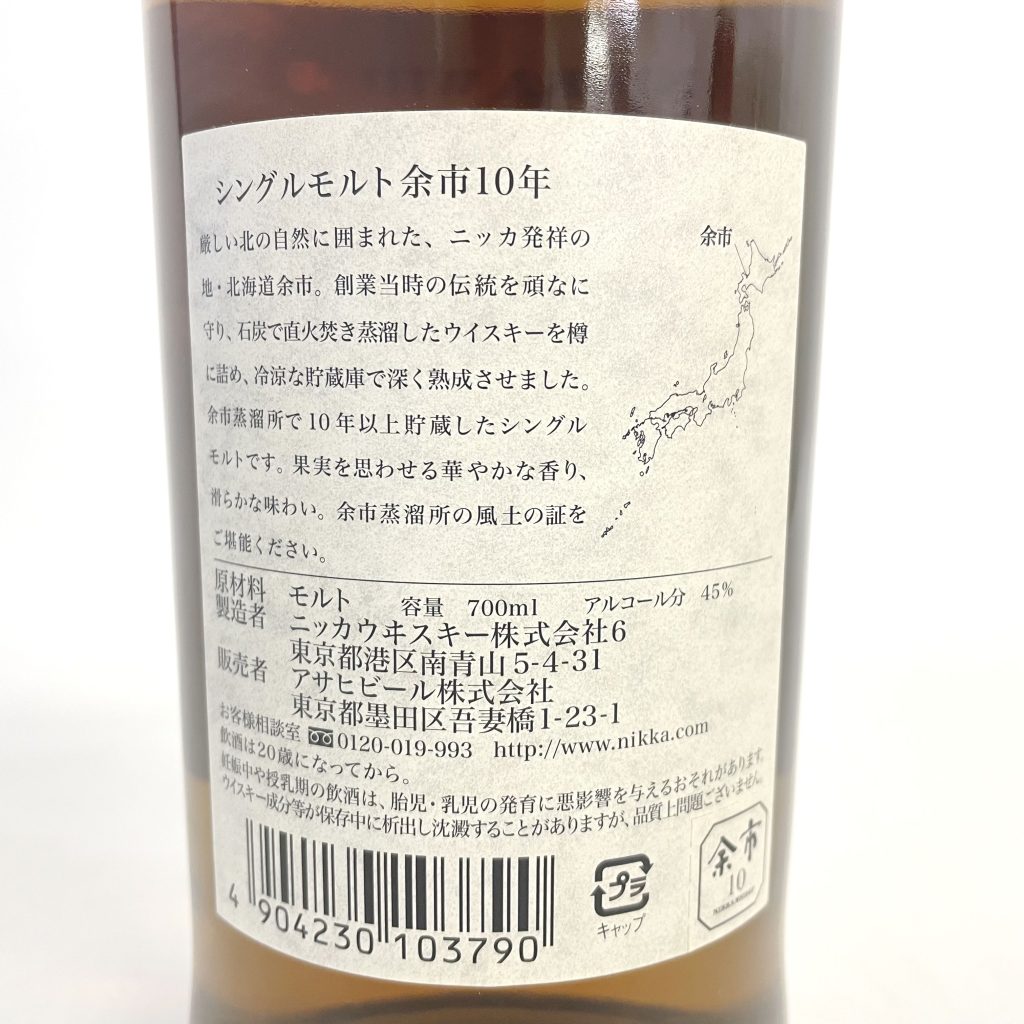 シングルモルト余市10年
厳しい北の自然に囲まれた、ニッカ発祥の
地・北海道余市。創業当時の伝統を頑なに
守り、石炭で直火焚き蒸溜したウイスキーを樽
に詰め、冷涼な貯蔵庫で深く熟成させました。
余市蒸溜所で10年以上貯蔵したシングル
モルトです。果実を思わせる華やかな香り、
滑らかな味わい。余市蒸溜所の風土の証を
ご堪能ください。
余市
原材料 モルト 容量 700ml アルコール分 45%
製造者 ニッカウヰスキー株式会社6
東京都港区南青山5-4-31
販売者 アサヒビール株式会社
東京都墨田区吾妻橋1-23-1
お客様相談室 0120-019-993 http://www.nikka.com
飲酒は20歳になってから。
妊娠中や授乳期の飲酒は、胎児・乳児の発育に悪影響を与えるおそれがあります。
ウイスキー成分等が保存中に析出し沈澱することがありますが、品質上問題ございません。
4 904230 103790
プラ
キャップ
余市
10
NIKKA WHISKY